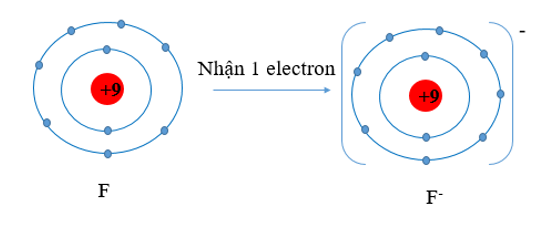 +9
Nhận 1 electron
+9
-
F
F-